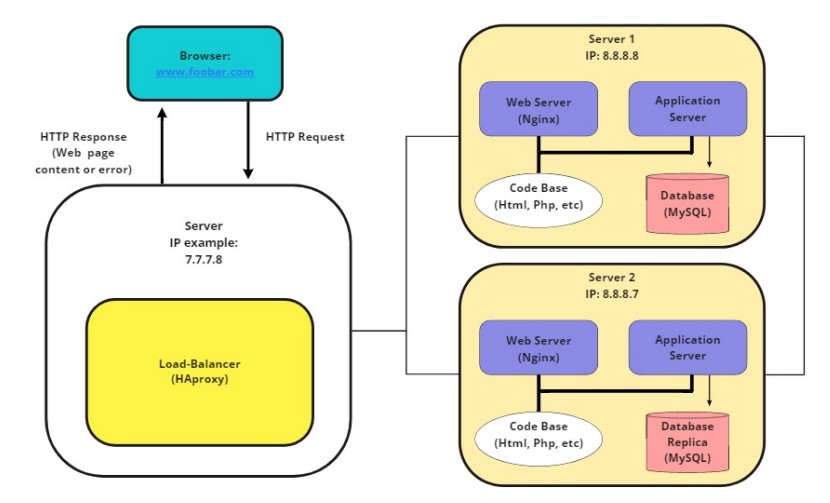 Browser:
www.foobar.com
HTTP Response
(Web page
content or error)
HTTP Request
Server
IP example:
7.7.7.8
Load-Balancer
(HAproxy)
Server 1
IP: 8.8.8.8
Web Server
(Nginx)
Application
Server
Code Base
(Html, Php, etc)
Database
(MySQL)
Server 2
IP: 8.8.8.7
Web Server
(Nginx)
Application
Server
Code Base
(Html, Php, etc)
Database
Replica
(MySQL)